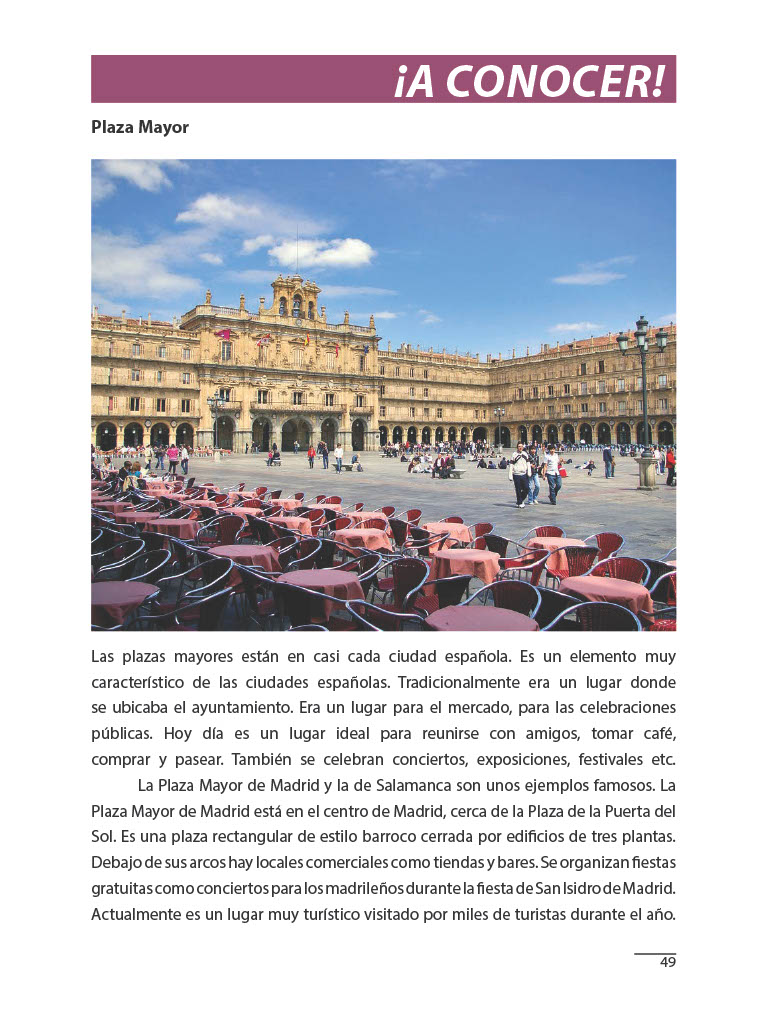 ¡A CONOCER!
Plaza Mayor
Las plazas mayores están en casi cada ciudad española. Es un elemento muy
característico de las ciudades españolas. Tradicionalmente era un lugar donde
se ubicaba el ayuntamiento. Era un lugar para el mercado, para las celebraciones
públicas. Hoy día es un lugar ideal para reunirse con amigos, tomar café,
comprar y pasear. También se celebran conciertos, exposiciones, festivales etc.
La Plaza Mayor de Madrid y la de Salamanca son unos ejemplos famosos. La
Plaza Mayor de Madrid está en el centro de Madrid, cerca de la Plaza de la Puerta del
Sol. Es una plaza rectangular de estilo barroco cerrada por edificios de tres plantas.
Debajo de sus arcos hay locales comerciales como tiendas y bares. Se organizan fiestas
gratuitas como conciertos para los madrileños durante la fiesta de San Isidro de Madrid.
Actualmente es un lugar muy turístico visitado por miles de turistas durante el año.
49